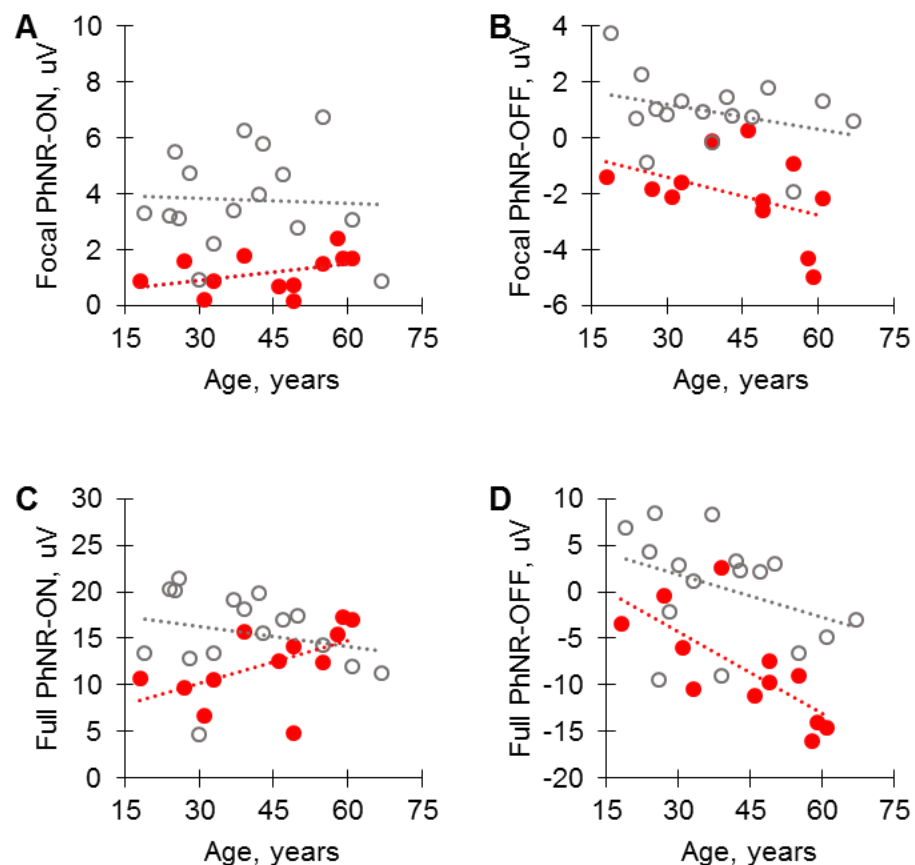 A
Focal PhNR-ON, uV
10
8
6
4
2
0
15 30 45 60 75
Age, years
B
Focal PhNR-OFF, uV
4
2
0
-2
-4
-6
15 30 45 60 75
Age, years
C
Full PhNR-ON, uV
30
25
20
15
10
5
0
15 30 45 60 75
Age, years
D
Full PhNR-OFF, uV
10
5
0
-5
-10
-15
-20
15 30 45 60 75
Age, years